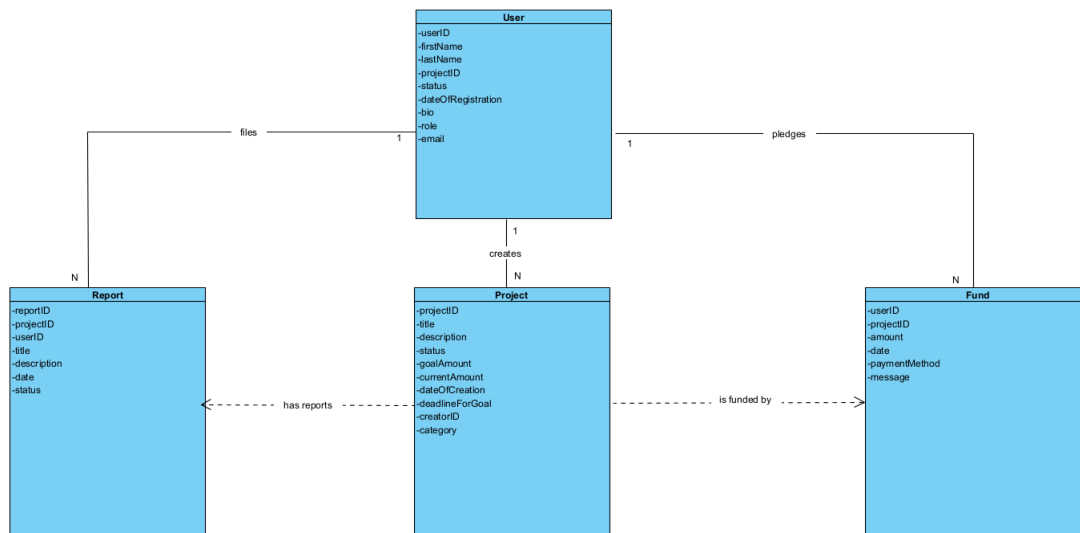 User
-userID
-firstName
-lastName
-projectID
-status
-dateOfRegistration
-bio
-role
-email
files
1
1
pledges
1
creates
N
N
N
Report
-reportID
-projectID
-userID
-title
-description
-date
-status
Project
-projectID
-title
-description
-status
-goalAmount
-currentAmount
-dateOfCreation
-deadlineForGoal
-creatorID
-category
Fund
-userID
-projectID
-amount
-date
-paymentMethod
-message
has reports
is funded by